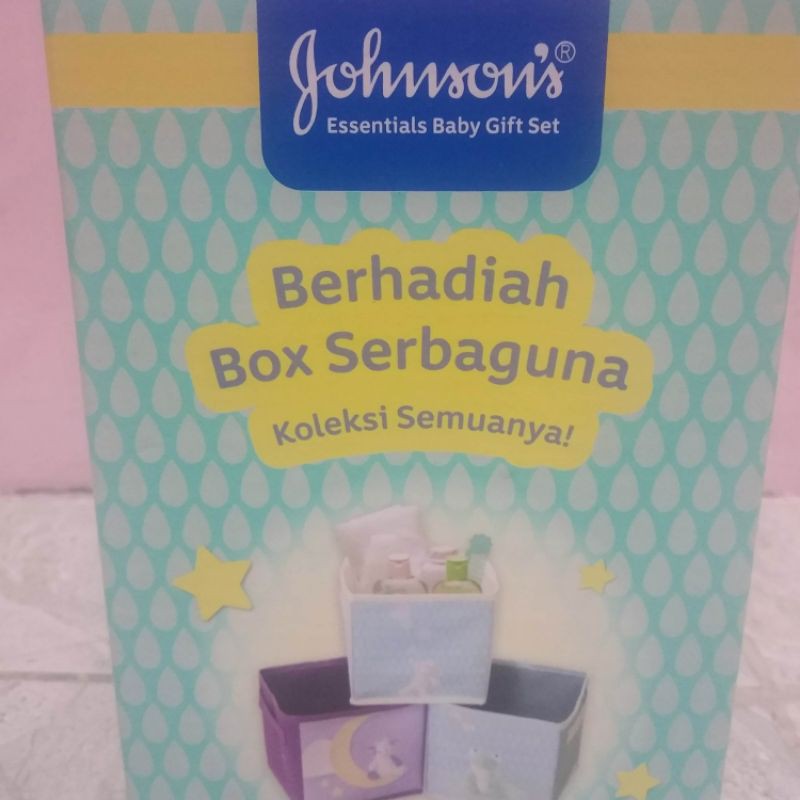 Johnson's®
Essentials Baby Gift Set
Berhadiah
Box Serbaguna
Koleksi Semuanya!